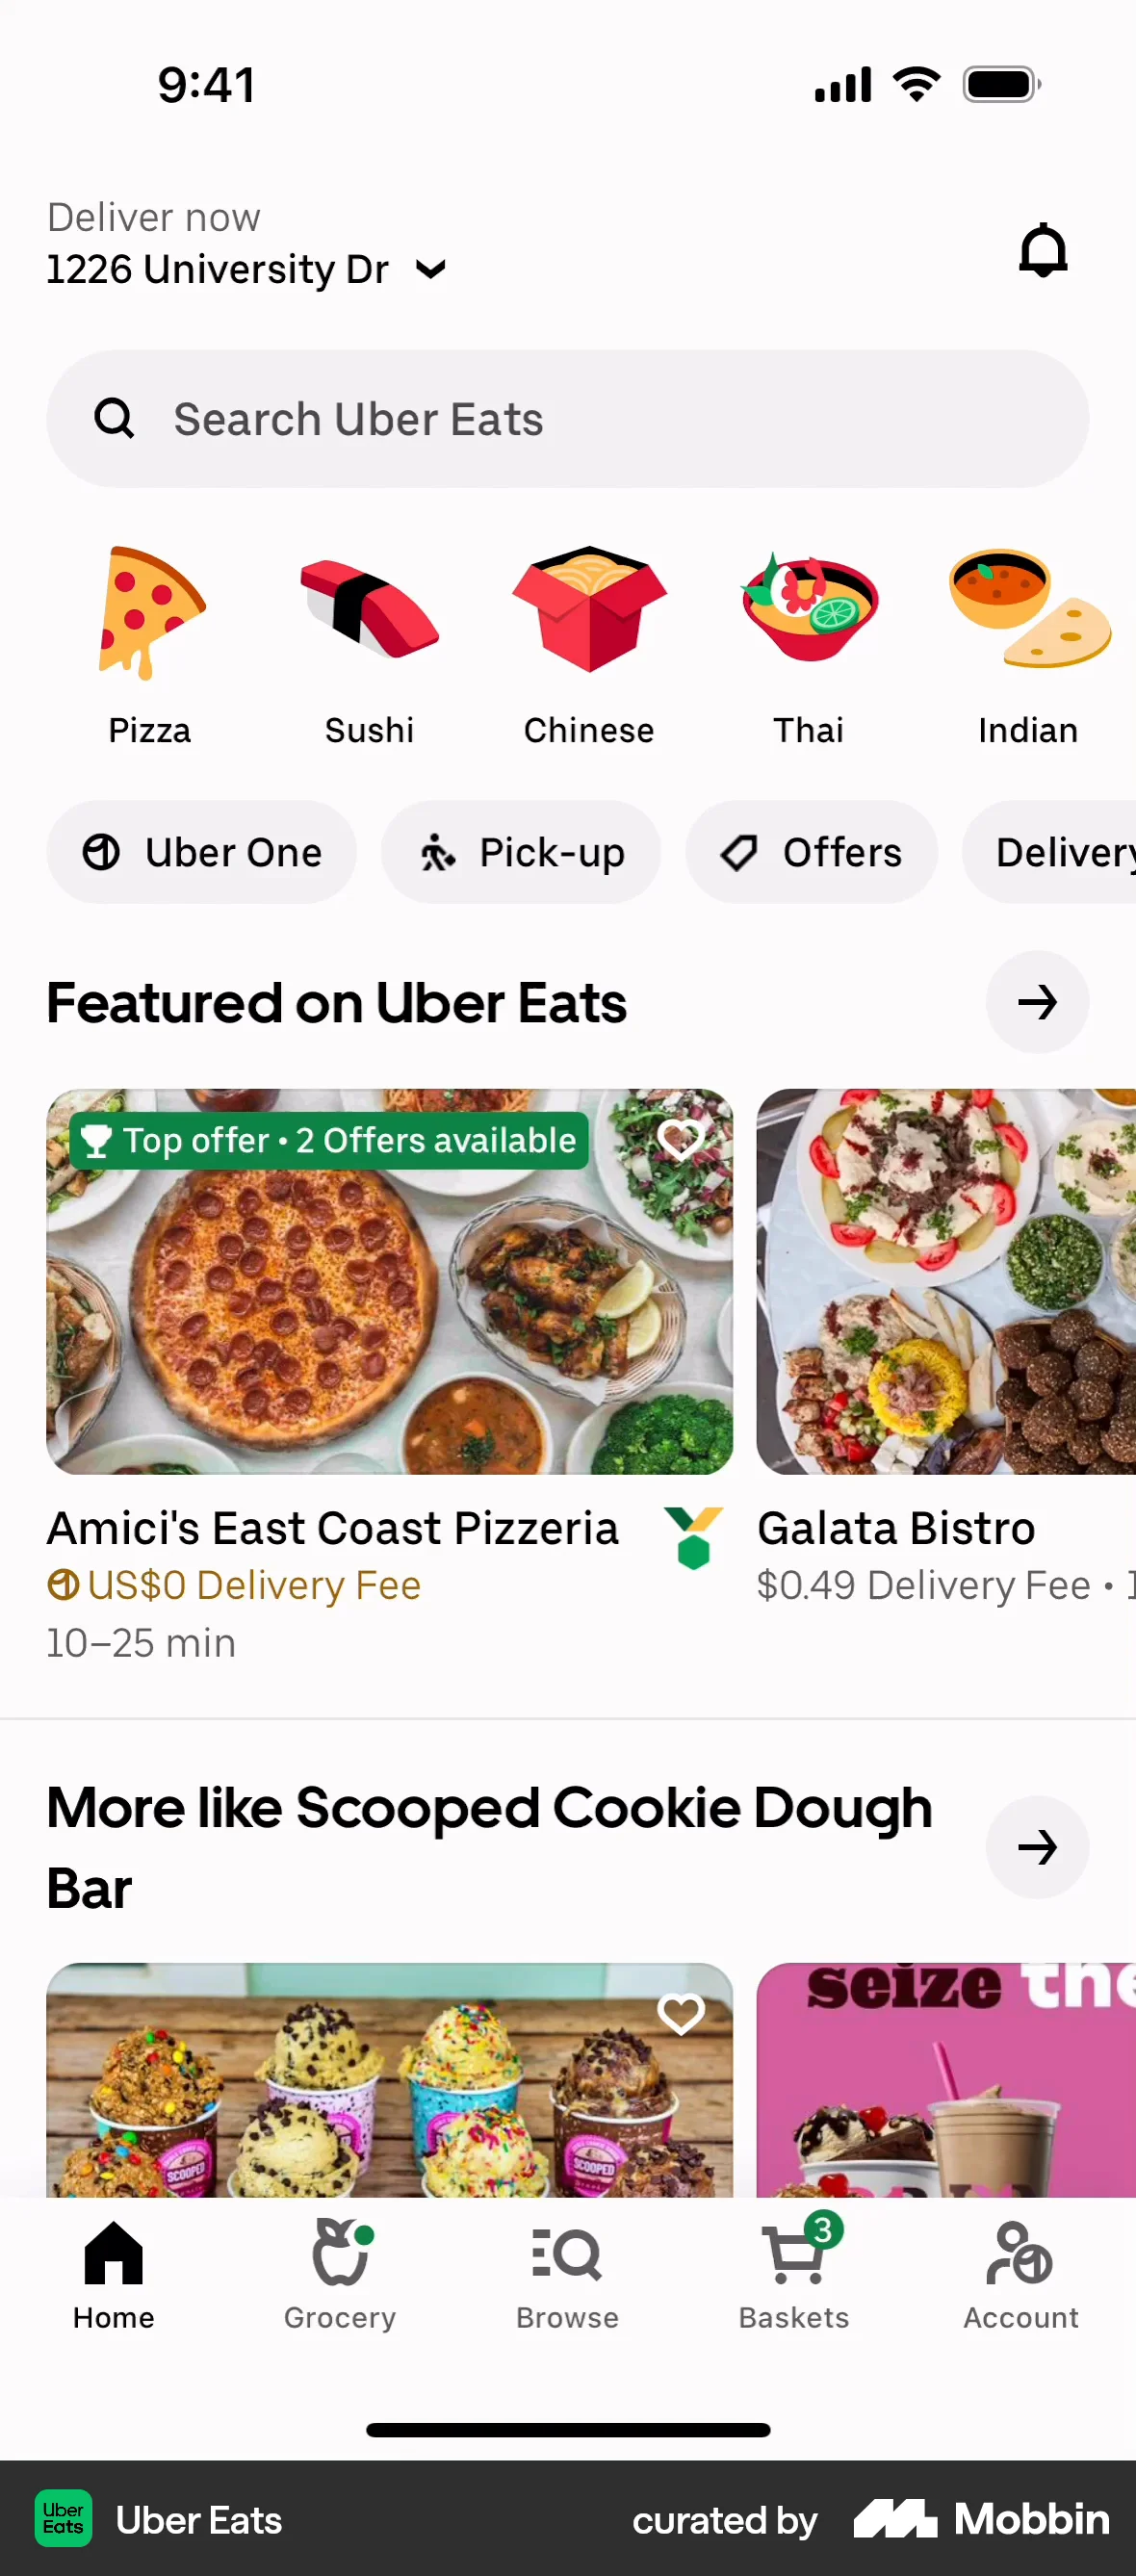 9:41
Deliver now
1226 University Dr
Search Uber Eats
Pizza
Sushi
Chinese
Thai
Indian
Uber One
Pick-up
Offers
Delivery
Featured on Uber Eats
Top offer • 2 Offers available
Amici's East Coast Pizzeria
US$0 Delivery Fee
10–25 min
Galata Bistro
$0.49 Delivery Fee •
More like Scooped Cookie Dough
Bar
SCOOPED
SCOOPED
seize the
Home
Grocery
Browse
3
Baskets
Account
Uber
Eats
Uber Eats
curated by
Mobbin